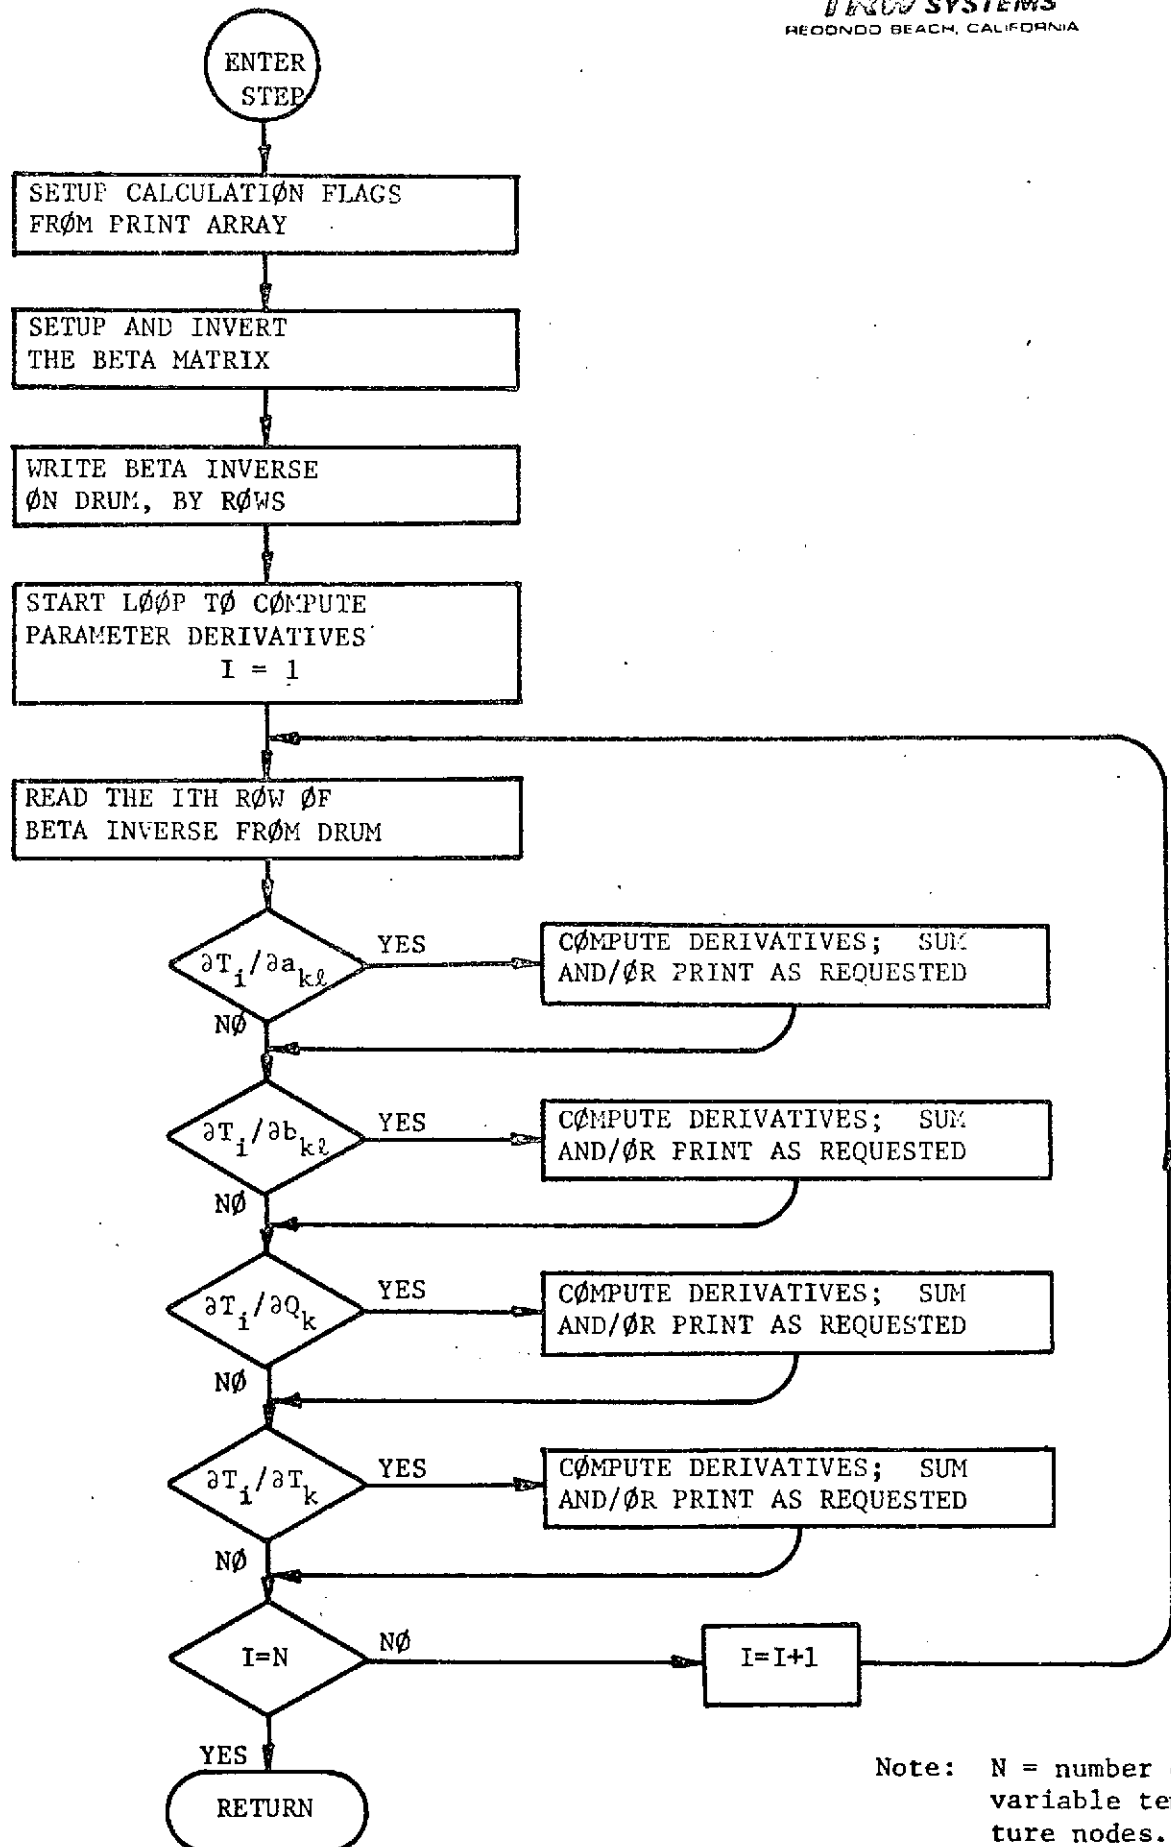 TRW SYSTEMS
REDONDO BEACH, CALIFORNIA
ENTER
STEP
SETUP CALCULATIØN FLAGS
FRØM PRINT ARRAY
SETUP AND INVERT
THE BETA MATRIX
WRITE BETA INVERSE
ØN DRUM, BY RØWS
START LØØP TØ CØMPUTE
PARAMETER DERIVATIVES
I = 1
READ THE ITH RØW ØF
BETA INVERSE FRØM DRUM
∂T_i/∂a_kℓ
YES
CØMPUTE DERIVATIVES; SUM
AND/ØR PRINT AS REQUESTED
NØ
∂T_i/∂b_kℓ
YES
CØMPUTE DERIVATIVES; SUM
AND/ØR PRINT AS REQUESTED
NØ
∂T_i/∂Q_k
YES
CØMPUTE DERIVATIVES; SUM
AND/ØR PRINT AS REQUESTED
NØ
∂T_i/∂T_k
YES
CØMPUTE DERIVATIVES; SUM
AND/ØR PRINT AS REQUESTED
NØ
I=N
NØ
I=I+1
YES
RETURN
Note: N = number
variable te
ture nodes.